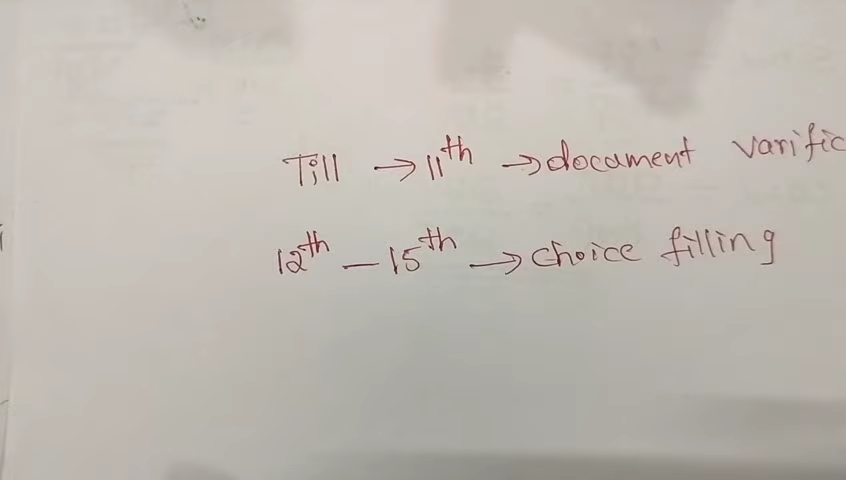 Till → 11th → document varific
12th — 15th → choice filling